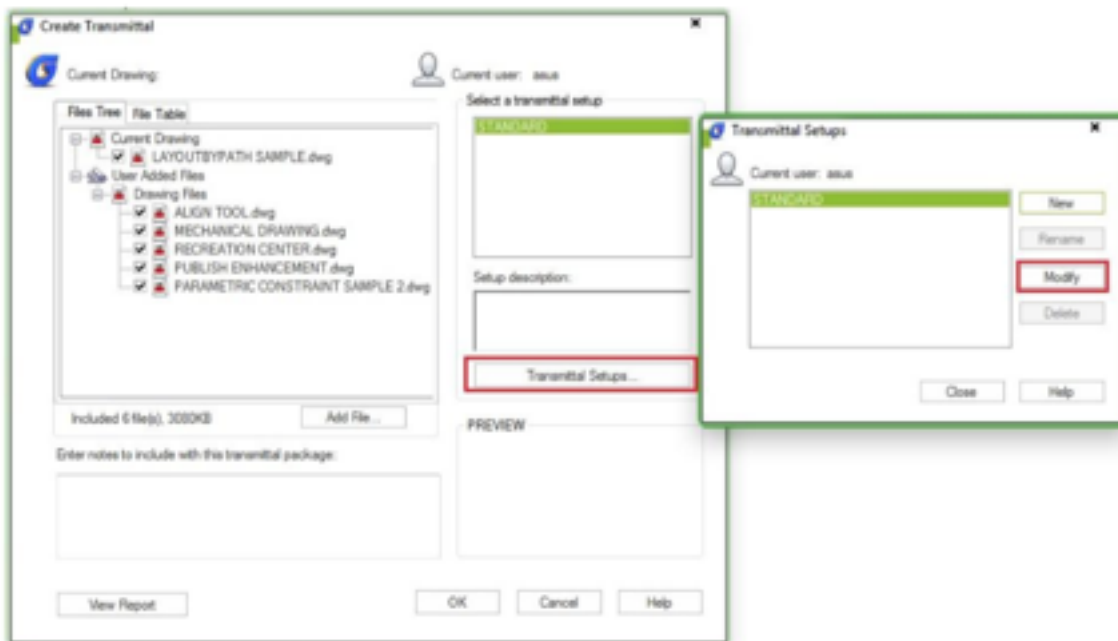 Create Transmittal
Current Drawing:
Current user: asus
Files Tree
File Table
Current Drawing
LAYOUTBYPATH SAMPLE.dwg
User Added Files
Drawing Files
ALIGN TOOL.dwg
MECHANICAL DRAWING.dwg
RECREATION CENTER.dwg
PUBLISH ENHANCEMENT.dwg
PARAMETRIC CONSTRAINT SAMPLE 2.dwg
Included 6 file(s), 3080KB
Add File...
Enter notes to include with this transmittal package:
View Report
Select a transmittal setup
STANDARD
Setup description:
Transmittal Setups...
PREVIEW
OK
Cancel
Help
Transmittal Setups
Current user: asus
STANDARD
New
Rename
Modify
Delete
Close
Help